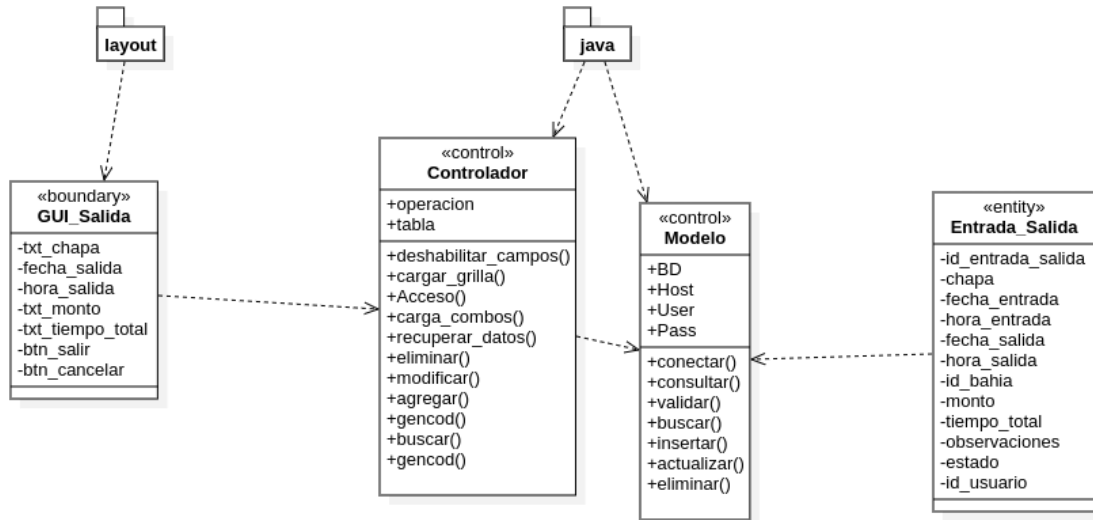 layout
java
«boundary»
GUI_Salida
-txt_chapa
-fecha_salida
-hora_salida
-txt_monto
-txt_tiempo_total
-btn_salir
-btn_cancelar
«control»
Controlador
+operacion
+tabla
+deshabilitar_campos()
+cargar_grilla()
+Acceso()
+carga_combos()
+recuperar_datos()
+eliminar()
+modificar()
+agregar()
+gencod()
+buscar()
+gencod()
«control»
Modelo
+BD
+Host
+User
+Pass
+conectar()
+consultar()
+validar()
+buscar()
+insertar()
+actualizar()
+eliminar()
«entity»
Entrada_Salida
-id_entrada_salida
-chapa
-fecha_entrada
-hora_entrada
-fecha_salida
-hora_salida
-id_bahia
-monto
-tiempo_total
-observaciones
-estado
-id_usuario